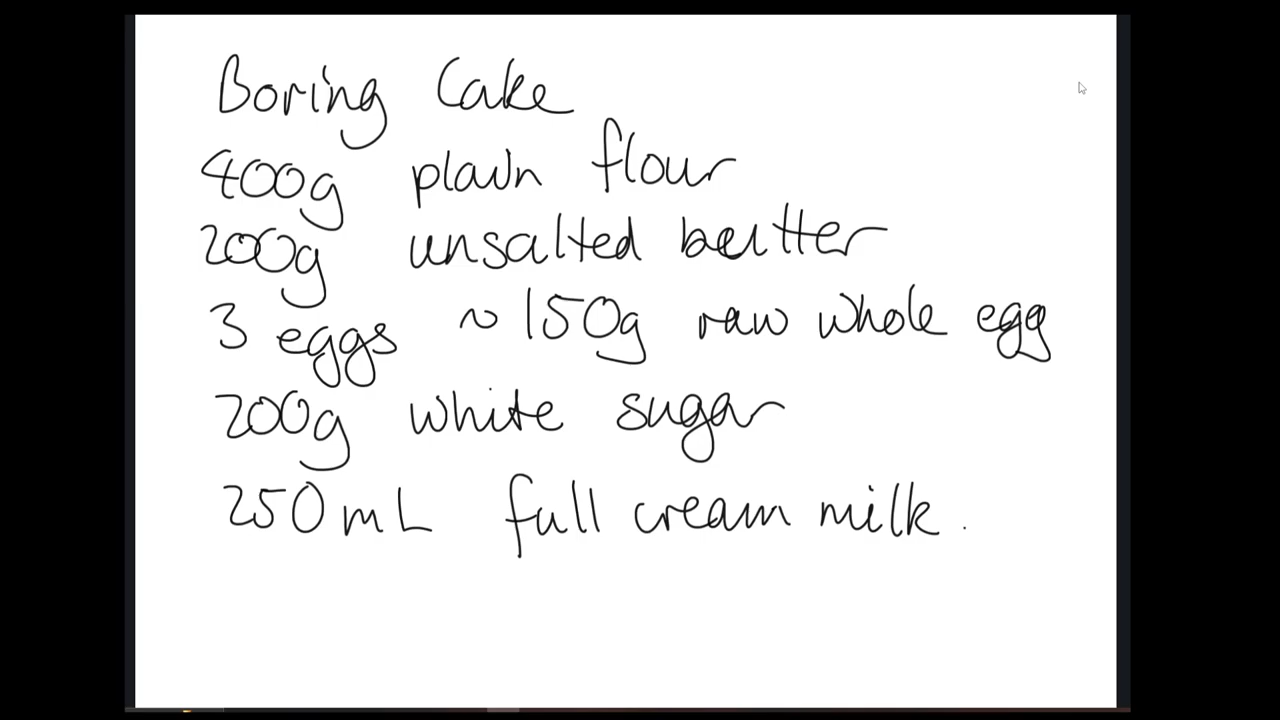 Boring Cake
400g plain flour
200g unsalted butter
3 eggs ~150g raw whole egg
200g white sugar
250mL full cream milk.